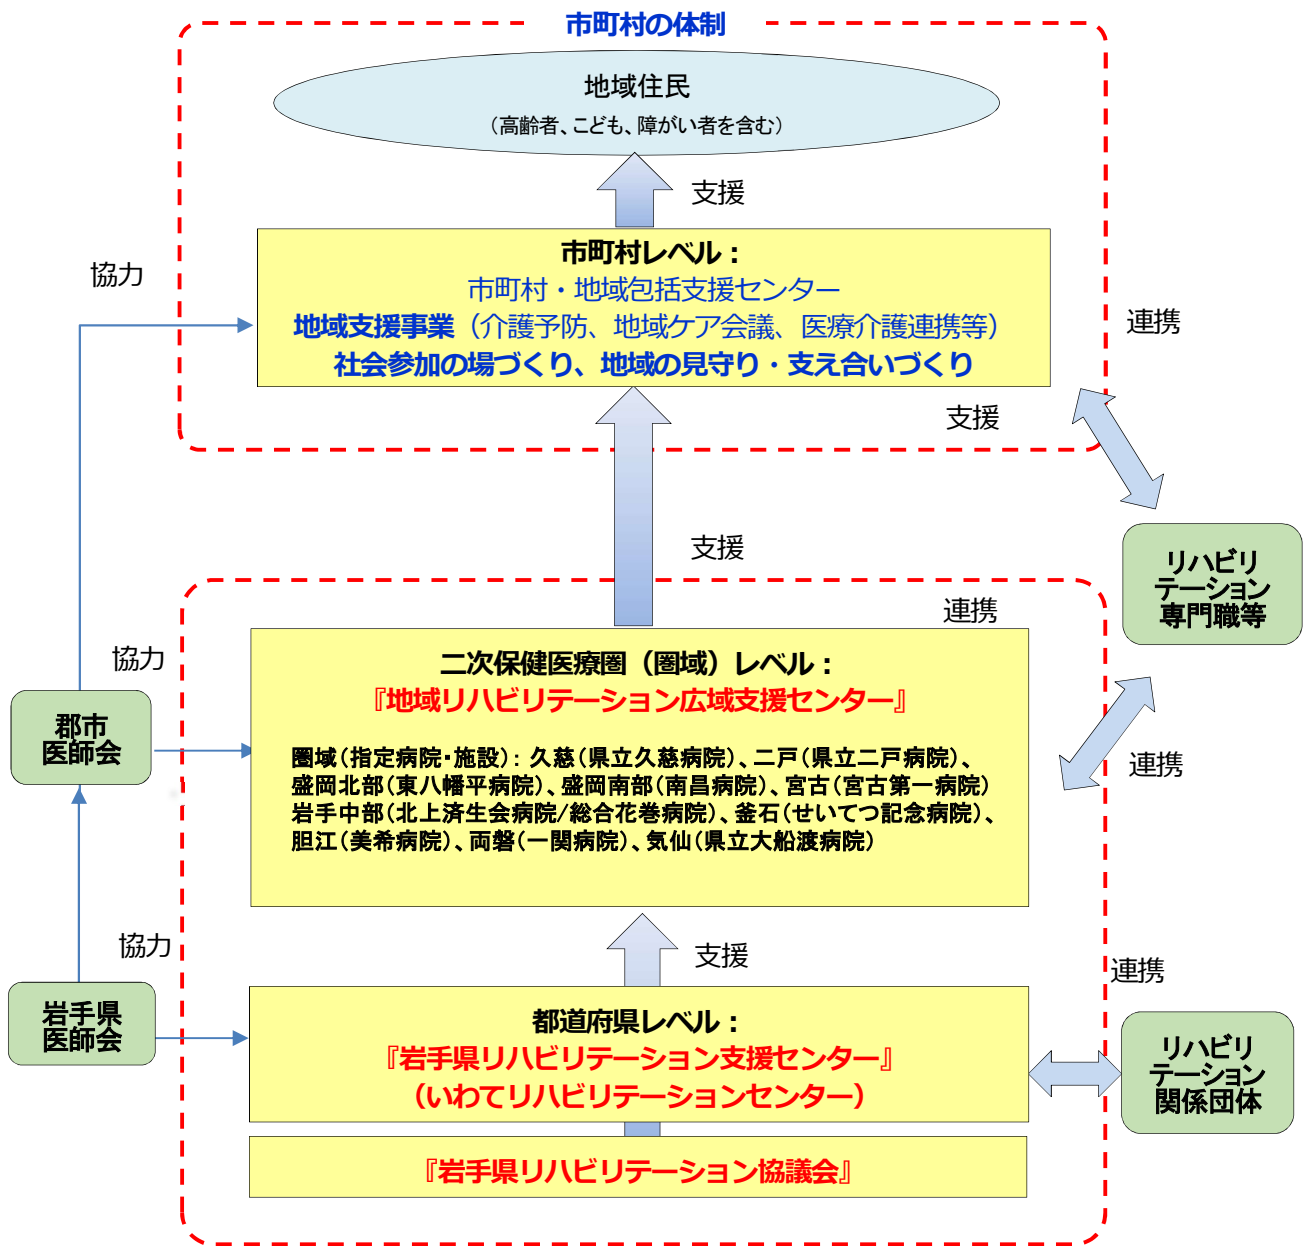 市町村の体制
地域住民
（高齢者、こども、障がい者を含む）
支援
市町村レベル：
市町村・地域包括支援センター
地域支援事業（介護予防、地域ケア会議、医療介護連携等）
社会参加の場づくり、地域の見守り・支え合いづくり
協力
連携
支援
リハビリ
テーション
専門職等
支援
連携
二次保健医療圏（圏域）レベル：
『地域リハビリテーション広域支援センター』
圏域（指定病院・施設）：久慈（県立久慈病院）、二戸（県立二戸病院）、
盛岡北部（東八幡平病院）、盛岡南部（南昌病院）、宮古（宮古第一病院）
岩手中部（北上済生会病院/総合花巻病院）、釜石（せいてつ記念病院）、
胆江（美希病院）、両磐（一関病院）、気仙（県立大船渡病院）
協力
郡市
医師会
連携
支援
協力
岩手県
医師会
都道府県レベル：
『岩手県リハビリテーション支援センター』
（いわてリハビリテーションセンター）
連携
リハビリ
テーション
関係団体
『岩手県リハビリテーション協議会』